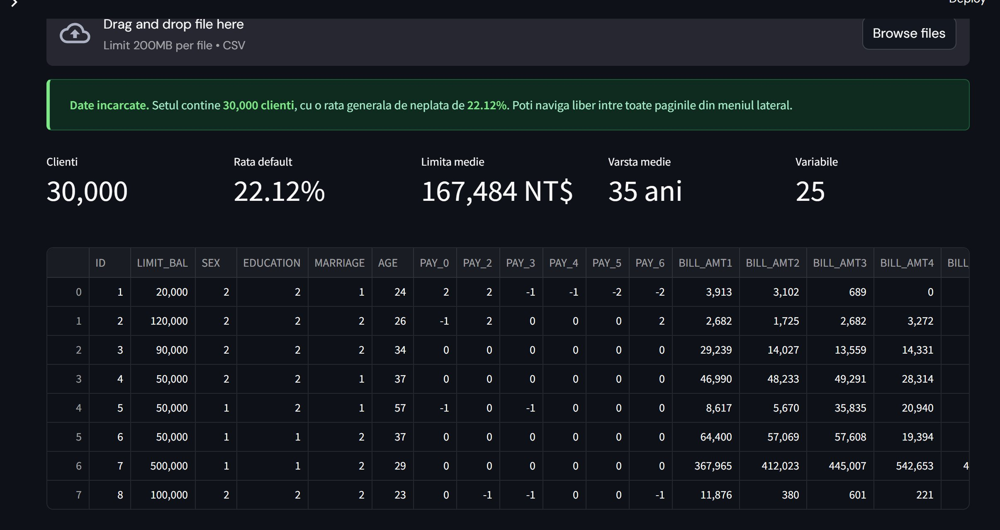 Deploy
Drag and drop file here
Limit 200MB per file • CSV
Browse files
Date incarcate. Setul contine 30,000 clienti, cu o rata generala de neplata de 22.12%. Poti naviga liber intre toate paginile din meniul lateral.
Clienti Rata default Limita medie Varsta medie Variabile
30,000 22.12% 167,484 NT$ 35 ani 25
ID LIMIT_BAL SEX EDUCATION MARRIAGE AGE PAY_0 PAY_2 PAY_3 PAY_4 PAY_5 PAY_6 BILL_AMT1 BILL_AMT2 BILL_AMT3 BILL_AMT4 BILL_
0 1 20,000 2 2 1 24 2 2 -1 -1 -2 -2 3,913 3,102 689 0
1 2 120,000 2 2 2 26 -1 2 0 0 0 2 2,682 1,725 2,682 3,272
2 3 90,000 2 2 2 34 0 0 0 0 0 0 29,239 14,027 13,559 14,331
3 4 50,000 2 2 1 37 0 0 0 0 0 0 46,990 48,233 49,291 28,314
4 5 50,000 1 2 1 57 -1 0 -1 0 0 0 8,617 5,670 35,835 20,940
5 6 50,000 1 1 2 37 0 0 0 0 0 0 64,400 57,069 57,608 19,394
6 7 500,000 1 1 2 29 0 0 0 0 0 0 367,965 412,023 445,007 542,653 4
7 8 100,000 2 2 2 23 0 -1 -1 0 0 -1 11,876 380 601 221